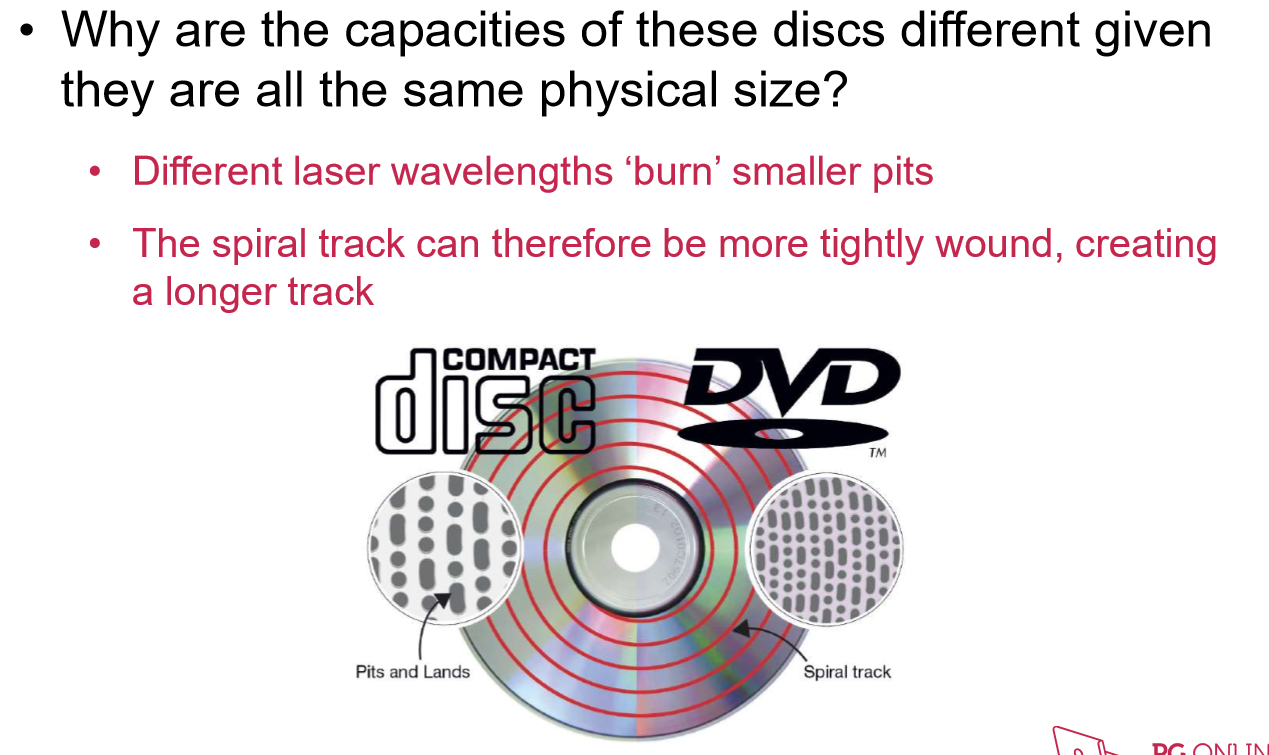 • Why are the capacities of these discs different given
they are all the same physical size?
• Different laser wavelengths ‘burn’ smaller pits
• The spiral track can therefore be more tightly wound, creating
a longer track
COMPACT
disc
DVD
TM
Pits and Lands
Spiral track
PG ONLIN